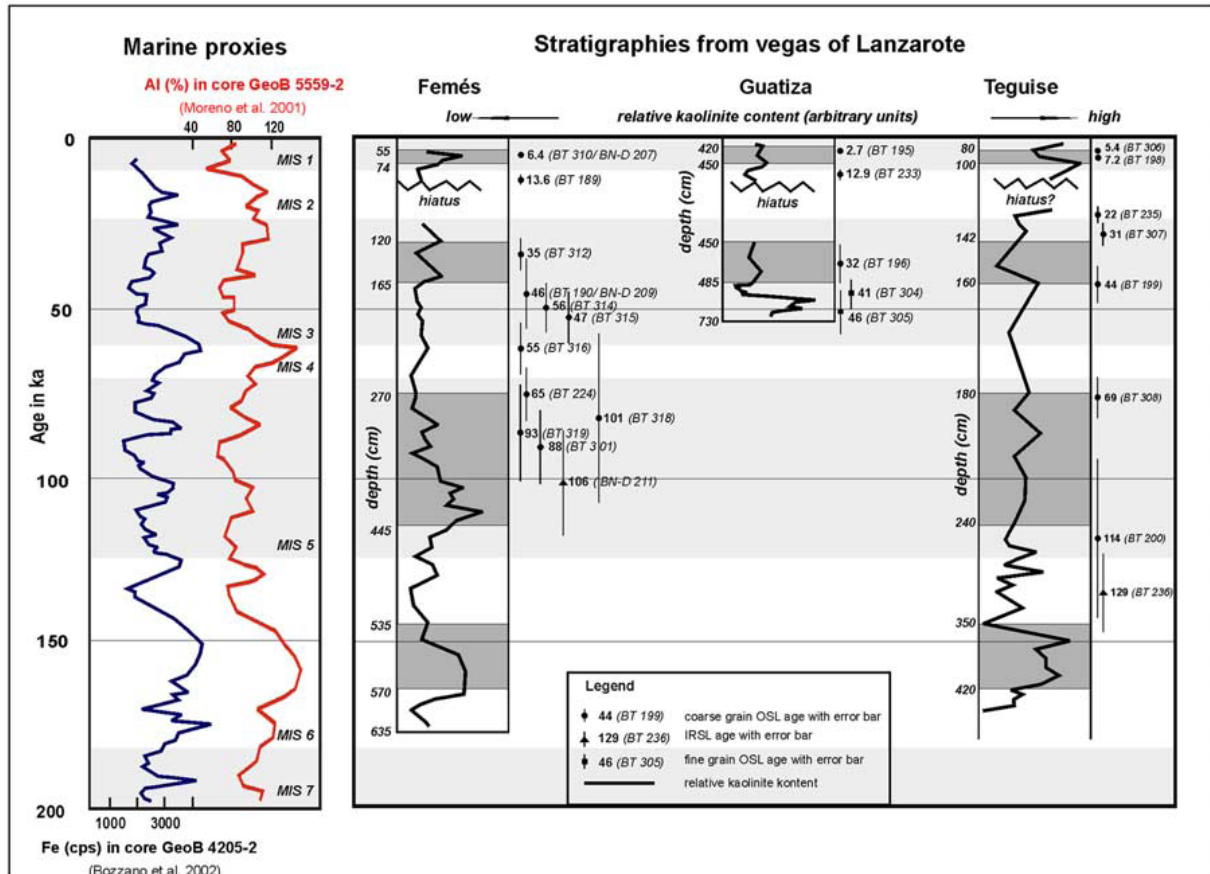 Marine proxies
Stratigraphies from vegas of Lanzarote
Al (%) in core GeoB 5559-2
(Moreno et al. 2001)
40 80 120
Femés
Guatiza
Teguise
low
relative kaolinite content (arbitrary units)
high
0
50
100
150
200
Age in ka
MIS 1
MIS 2
MIS 3
MIS 4
MIS 5
MIS 6
MIS 7
1000 3000
Fe (cps) in core GeoB 4205-2
(Bozzano et al. 2002)
55
74
hiatus
120
165
270
depth (cm)
445
535
570
635
6.4 (BT 310/ BN-D 207)
13.6 (BT 189)
35 (BT 312)
46 (BT 190/ BN-D 209)
56 (BT 314)
47 (BT 315)
55 (BT 316)
65 (BT 224)
101 (BT 318)
93 (BT 319)
88 (BT 301)
106 (BN-D 211)
depth (cm)
420
450
hiatus
450
485
730
2.7 (BT 195)
12.9 (BT 233)
32 (BT 196)
41 (BT 304)
46 (BT 305)
80
100
hiatus?
142
160
180
depth (cm)
240
350
420
5.4 (BT 306)
7.2 (BT 198)
22 (BT 235)
31 (BT 307)
44 (BT 199)
69 (BT 308)
114 (BT 200)
129 (BT 236)
Legend
44 (BT 199) coarse grain OSL age with error bar
129 (BT 236) IRSL age with error bar
46 (BT 305) fine grain OSL age with error bar
relative kaolinite kontent